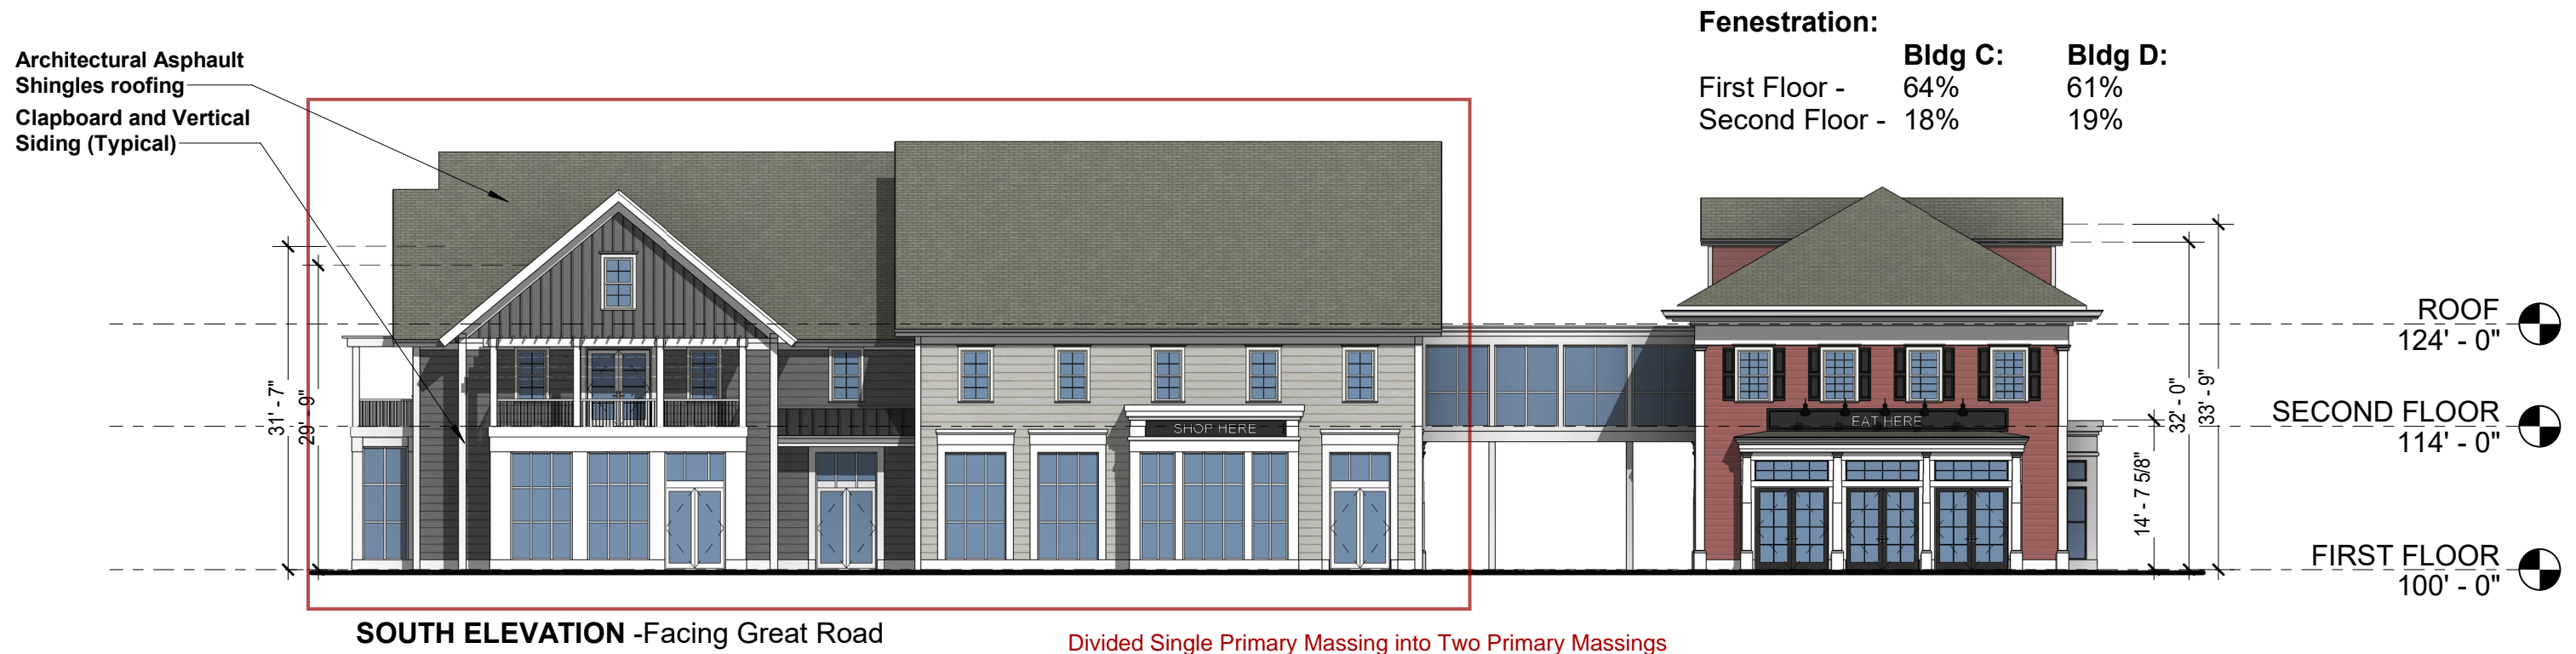 Fenestration:
Bldg C: Bldg D:
First Floor - 64% 61%
Second Floor - 18% 19%
Architectural Asphault
Shingles roofing
Clapboard and Vertical
Siding (Typical)
31' - 7"
29' - 9"
SHOP HERE
EAT HERE
14' - 7 5/8"
32' - 0"
33' - 9"
ROOF
124' - 0"
SECOND FLOOR
114' - 0"
FIRST FLOOR
100' - 0"
SOUTH ELEVATION -Facing Great Road
Divided Single Primary Massing into Two Primary Massings